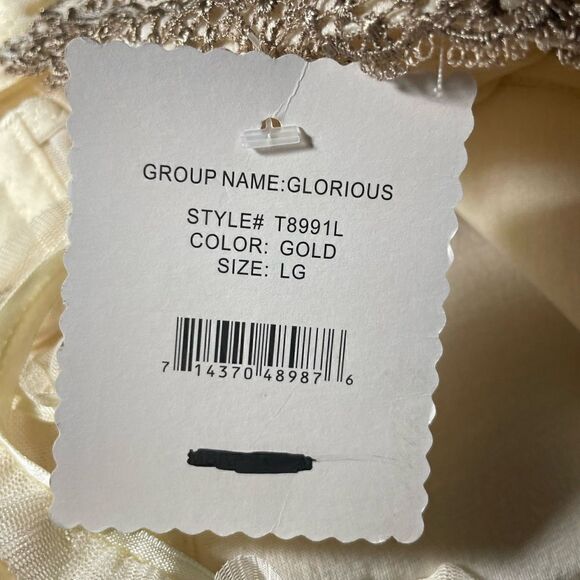 GROUP NAME:GLORIOUS
STYLE# T8991L
COLOR: GOLD
SIZE: LG
7 14370 48987 6